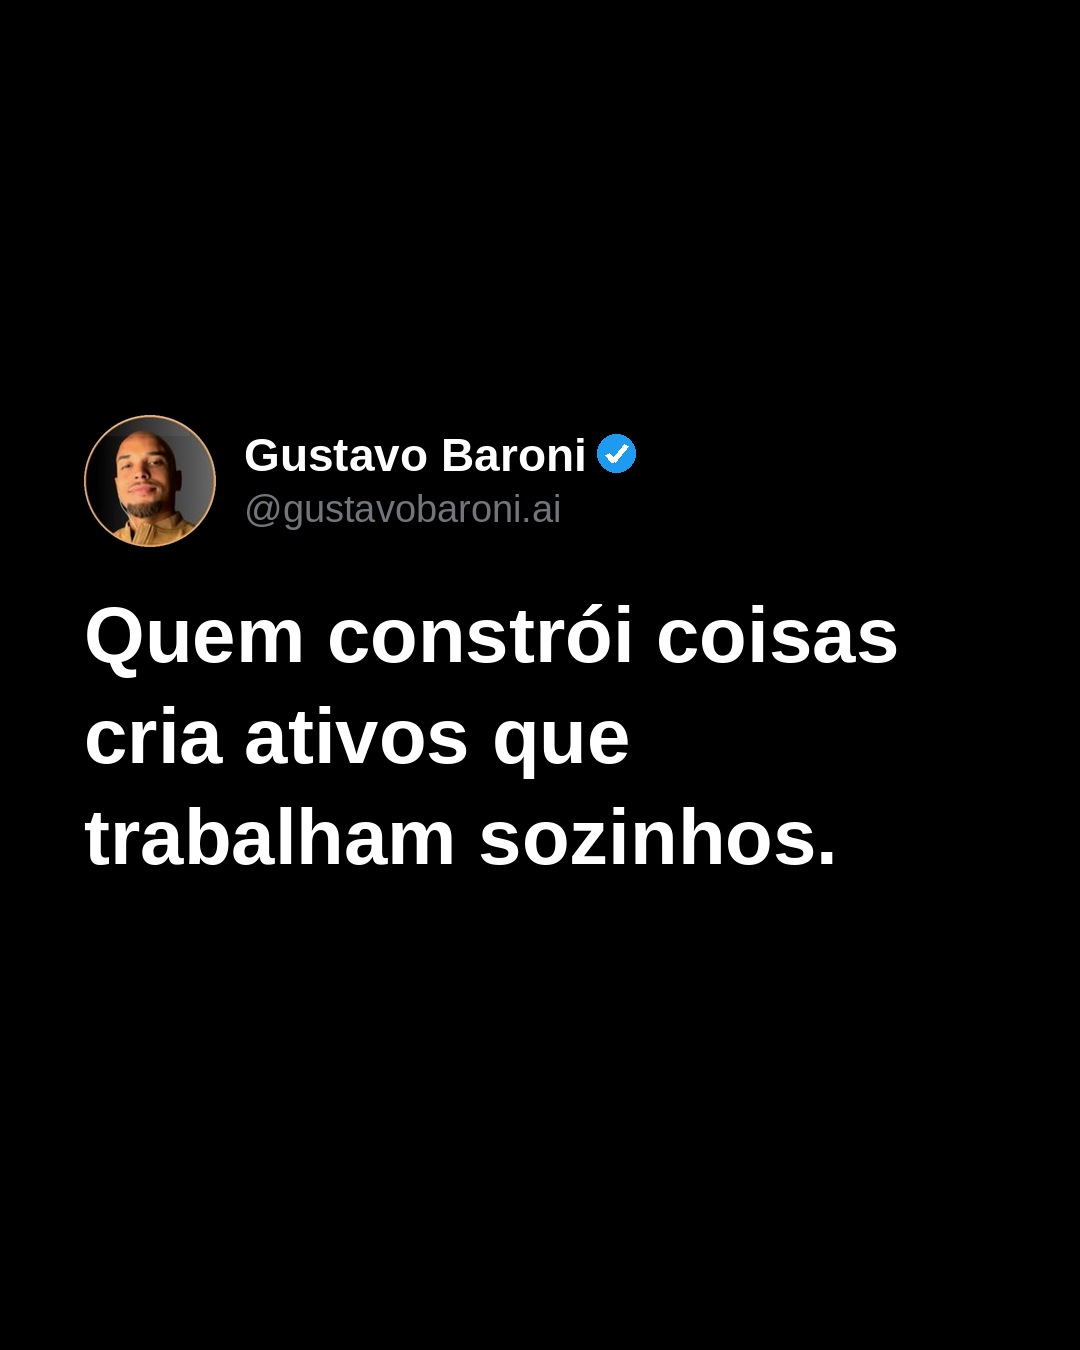 Gustavo Baroni
@gustavobaroni.ai
Quem constrói coisas
cria ativos que
trabalham sozinhos.